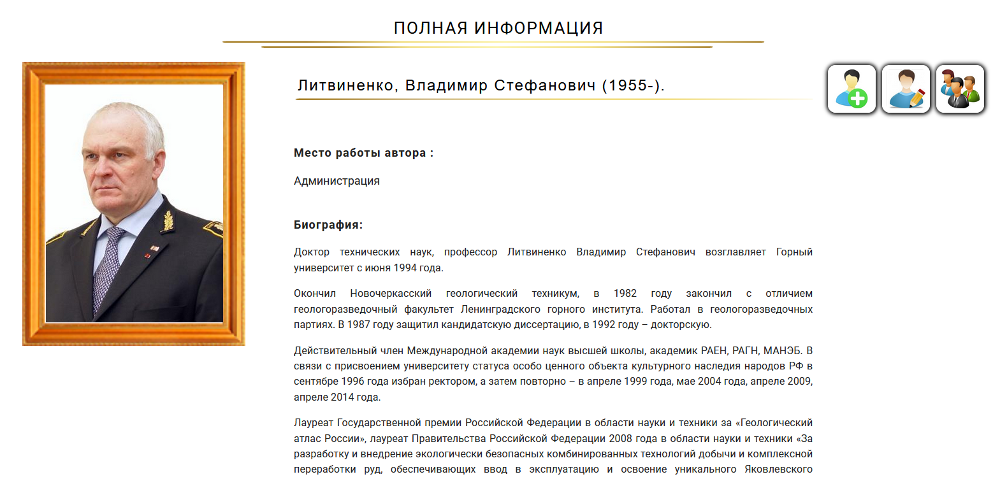 ПОЛНАЯ ИНФОРМАЦИЯ
Литвиненко, Владимир Стефанович (1955-).
Место работы автора :
Администрация
Биография:
Доктор технических наук, профессор Литвиненко Владимир Стефанович возглавляет Горный
университет с июня 1994 года.
Окончил Новочеркасский геологический техникум, в 1982 году закончил с отличием
геологоразведочный факультет Ленинградского горного института. Работал в геологоразведочных
партиях. В 1987 году защитил кандидатскую диссертацию, в 1992 году – докторскую.
Действительный член Международной академии наук высшей школы, академик РАЕН, РАГН, МАНЭБ. В
связи с присвоением университету статуса особо ценного объекта культурного наследия народов РФ в
сентябре 1996 года избран ректором, а затем повторно – в апреле 1999 года, мае 2004 года, апреле 2009,
апреле 2014 года.
Лауреат Государственной премии Российской Федерации в области науки и техники за «Геологический
атлас России», лауреат Правительства Российской Федерации 2008 года в области науки и техники «За
разработку и внедрение экологически безопасных комбинированных технологий добычи и комплексной
переработки руд, обеспечивающих ввод в эксплуатацию и освоение уникального Яковлевского